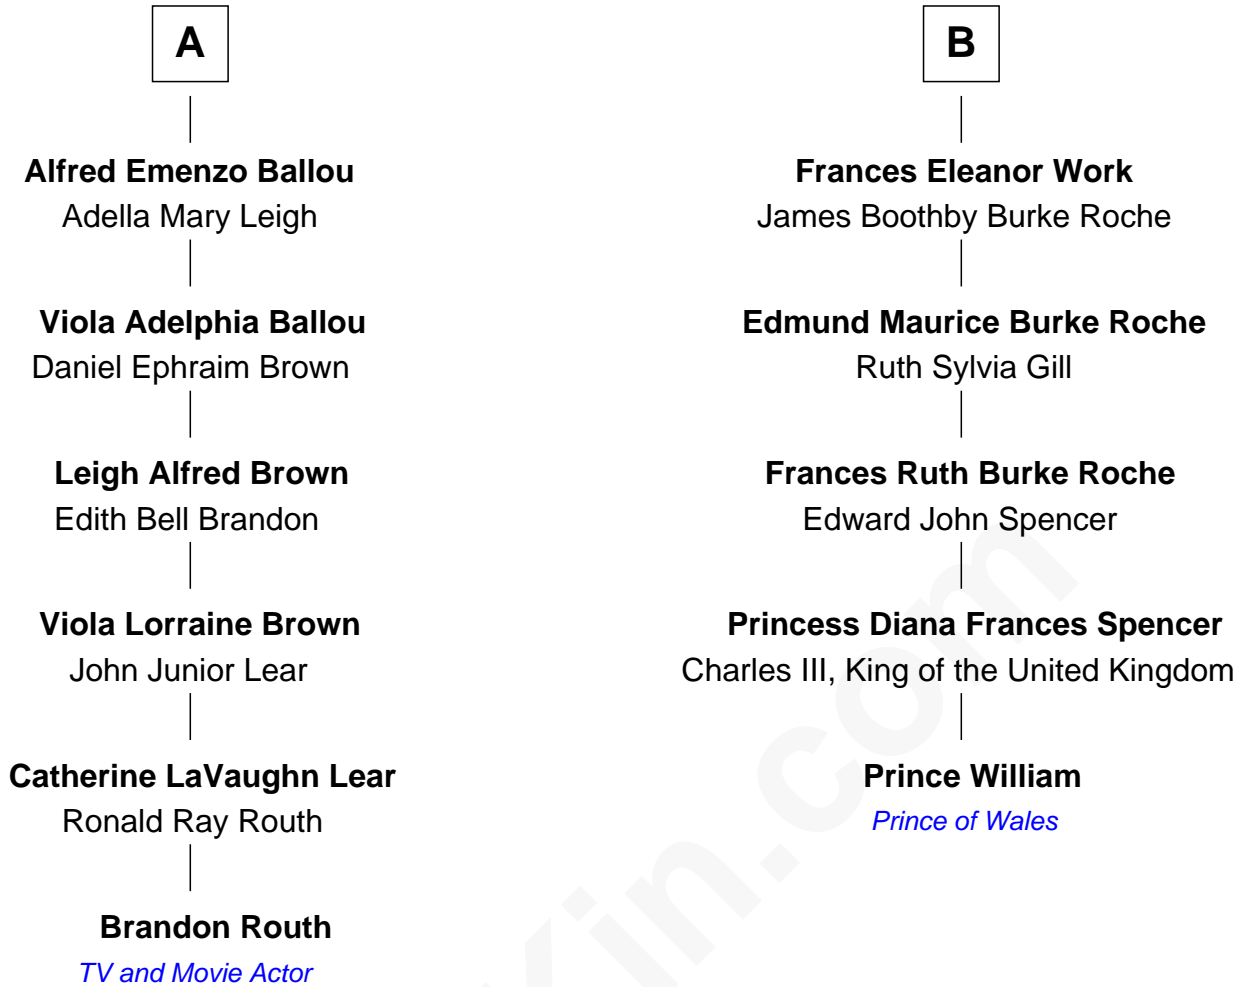 A
Alfred Emenzo Ballou
Adella Mary Leigh
Viola Adelphia Ballou
Daniel Ephraim Brown
Leigh Alfred Brown
Edith Bell Brandon
Viola Lorraine Brown
John Junior Lear
Catherine LaVaughn Lear
Ronald Ray Routh
Brandon Routh
TV and Movie Actor
B
Frances Eleanor Work
James Boothby Burke Roche
Edmund Maurice Burke Roche
Ruth Sylvia Gill
Frances Ruth Burke Roche
Edward John Spencer
Princess Diana Frances Spencer
Charles III, King of the United Kingdom
Prince William
Prince of Wales
Kin.com